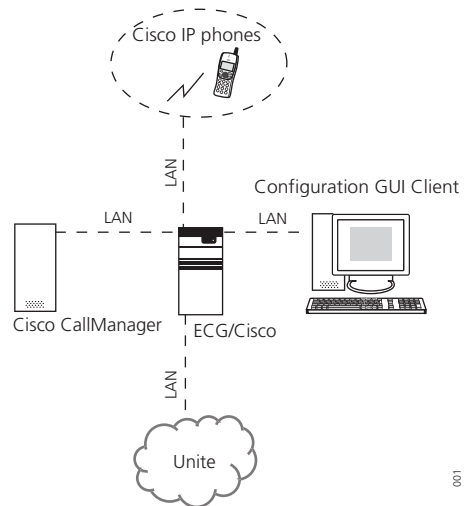 Cisco IP phones
LAN
Configuration GUI Client
LAN
LAN
Cisco CallManager
ECG/Cisco
LAN
Unite
001